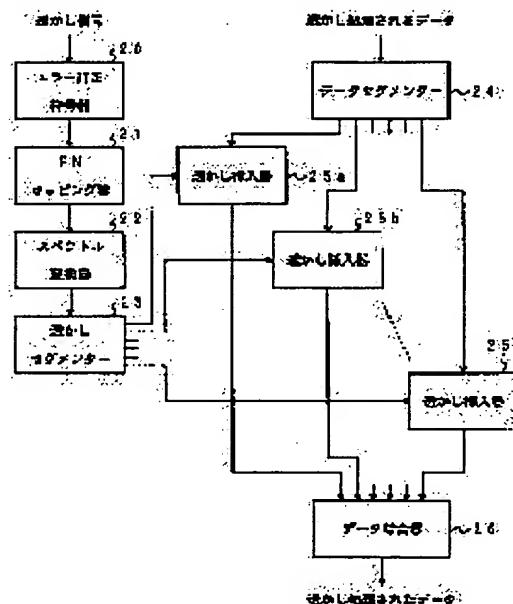 透かし信号
20
エラー訂正
符号器
21
PN
マッピング器
22
スペクトル
変換器
23
透かし
セグメンター
透かし処理されるデータ
データセグメンター
24
透かし挿入器
25a
25b
透かし挿入器
25
透かし挿入器
データ結合器
26
透かし処理されたデータ